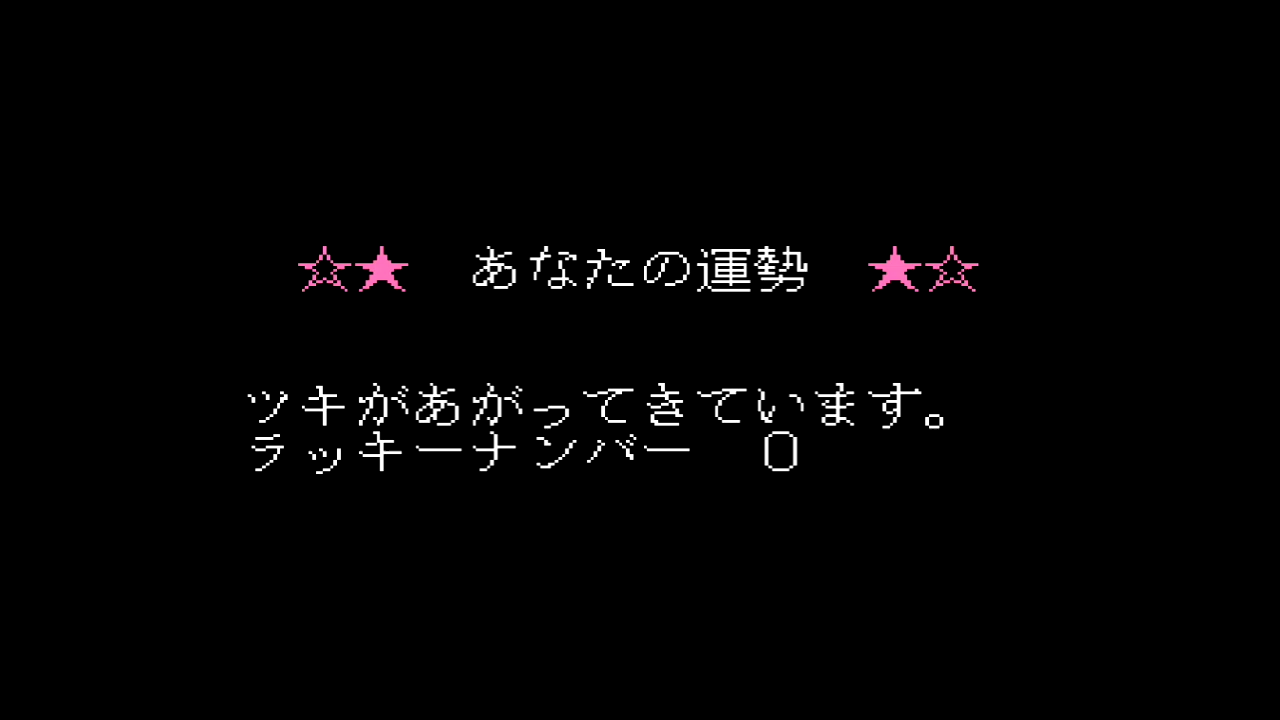 ☆★　あなたの運勢　★☆
ツキがあがってきています。
ラッキーナンバー　0